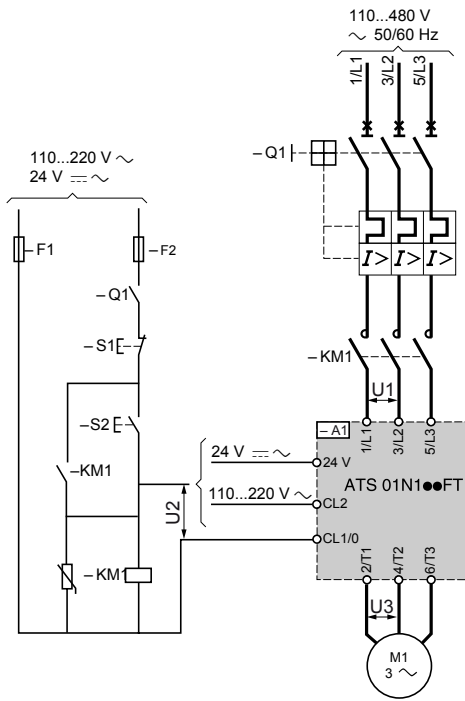 110...480 V
~ 50/60 Hz
1/L1
3/L2
5/L3
–Q1
110...220 V ~
24 V ⎓ ~
–F1
–F2
–Q1
–S1
I>
I>
I>
–KM1
U1
–S2
–A1
1/L1
3/L2
5/L3
24 V ⎓ ~
24 V
ATS 01N1●●FT
–KM1
110...220 V ~
CL2
U2
CL1/0
–KM1
2/T1
4/T2
6/T3
U3
M1
3 ~